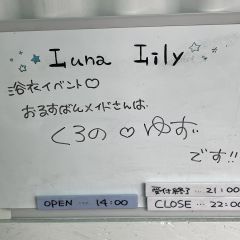 Luna Lily
浴衣イベント♡
おるすばんメイドさんは
くろの♡ゆず
です!!
OPEN … 14:00
受付終了 … 21:00
CLOSE … 22:00